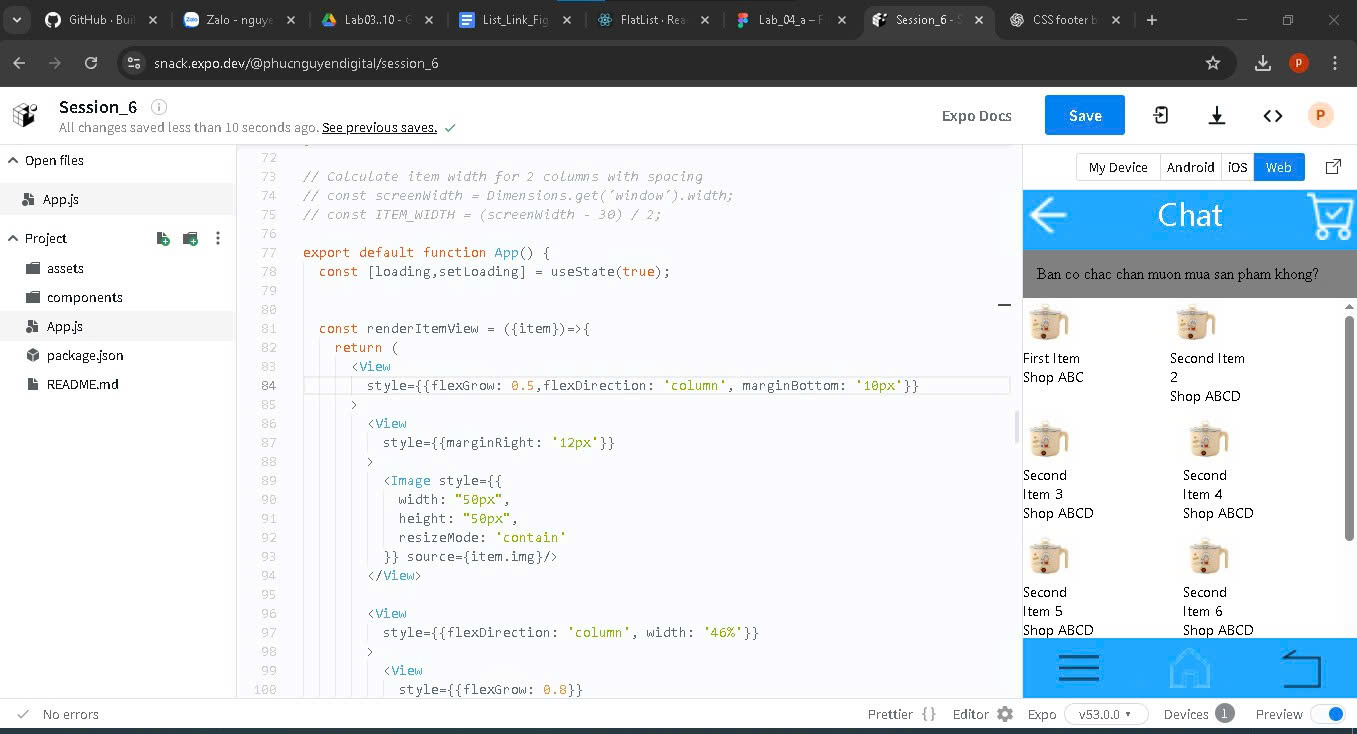 GitHub · Buil
Zalo - nguye
Lab03..10 - G
List_Link_Fig
FlatList · Rea
Lab_04_a – F
Session_6 - S
CSS footer b
snack.expo.dev/@phucnguyendigital/session_6
P
Session_6
All changes saved less than 10 seconds ago. See previous saves.
Expo Docs
Save
P
Open files
App.js
Project
assets
components
App.js
package.json
README.md
72
73 // Calculate item width for 2 columns with spacing
74 // const screenWidth = Dimensions.get('window').width;
75 // const ITEM_WIDTH = (screenWidth - 30) / 2;
76
77 export default function App() {
78 const [loading,setLoading] = useState(true);
79
80
81 const renderItemView = ({item})=>{
82 return (
83 <View
84 style={{flexGrow: 0.5,flexDirection: 'column', marginBottom: '10px'}}
85 >
86 <View
87 style={{marginRight: '12px'}}
88 >
89 <Image style={{
90 width: "50px",
91 height: "50px",
92 resizeMode: 'contain'
93 }} source={item.img}/>
94 </View>
95
96 <View
97 style={{flexDirection: 'column', width: '46%'}}
98 >
99 <View
100 style={{flexGrow: 0.8}}
My Device
Android
iOS
Web
Chat
Ban co chac chan muon mua san pham khong?
First Item
Shop ABC
Second Item
2
Shop ABCD
Second
Item 3
Shop ABCD
Second
Item 4
Shop ABCD
Second
Item 5
Shop ABCD
Second
Item 6
Shop ABCD
No errors
Prettier {}
Editor
Expo
v53.0.0
Devices 1
Preview